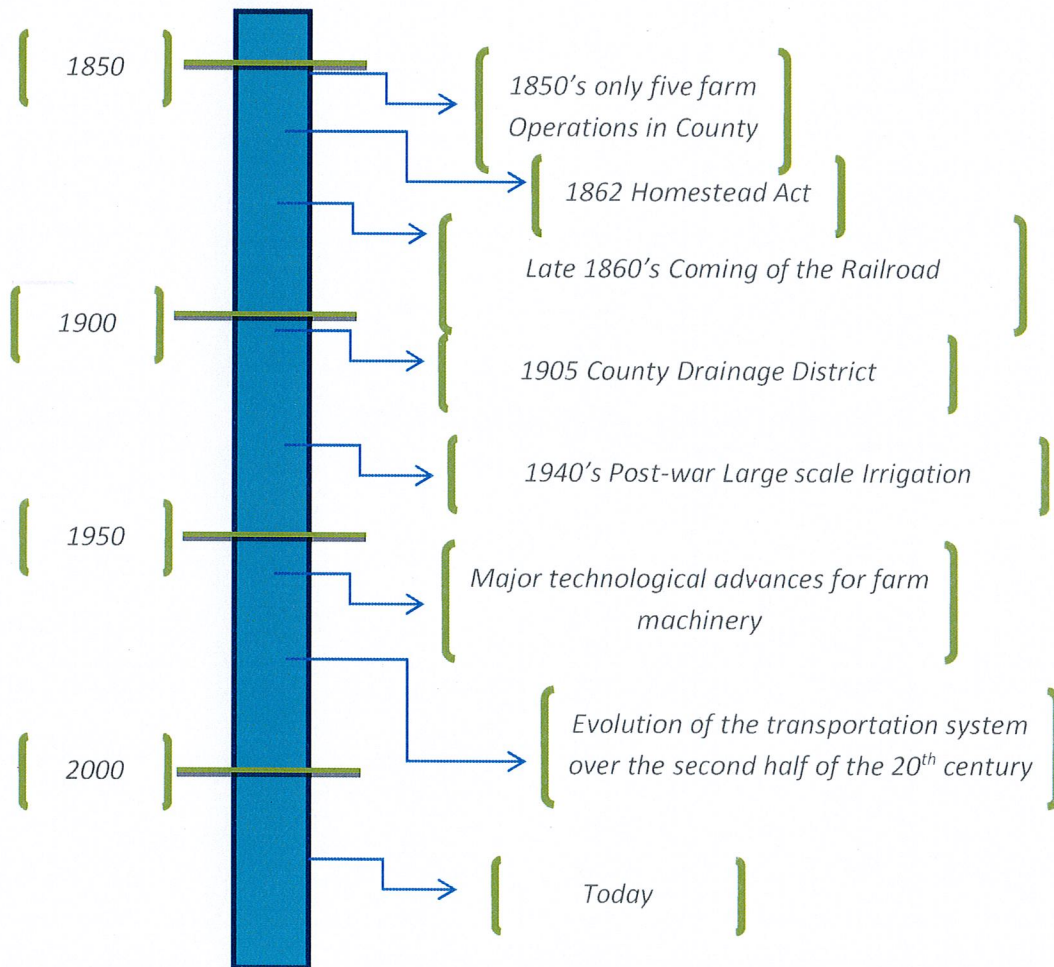 1850
1850's only five farm
Operations in County
1862 Homestead Act
Late 1860's Coming of the Railroad
1900
1905 County Drainage District
1940's Post-war Large scale Irrigation
1950
Major technological advances for farm
machinery
Evolution of the transportation system
over the second half of the 20th century
2000
Today